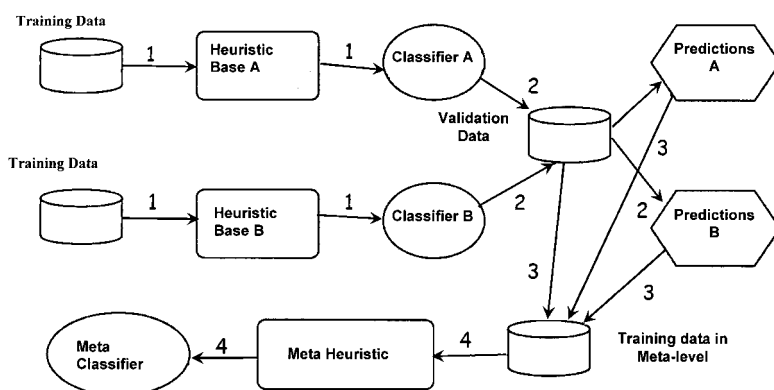 Training Data
1
Heuristic
Base A
1
Classifier A
2
Predictions
A
Validation
Data
3
Training Data
1
Heuristic
Base B
1
Classifier B
2
2
Predictions
B
3
3
Meta
Classifier
4
Meta Heuristic
4
Training data in
Meta-level